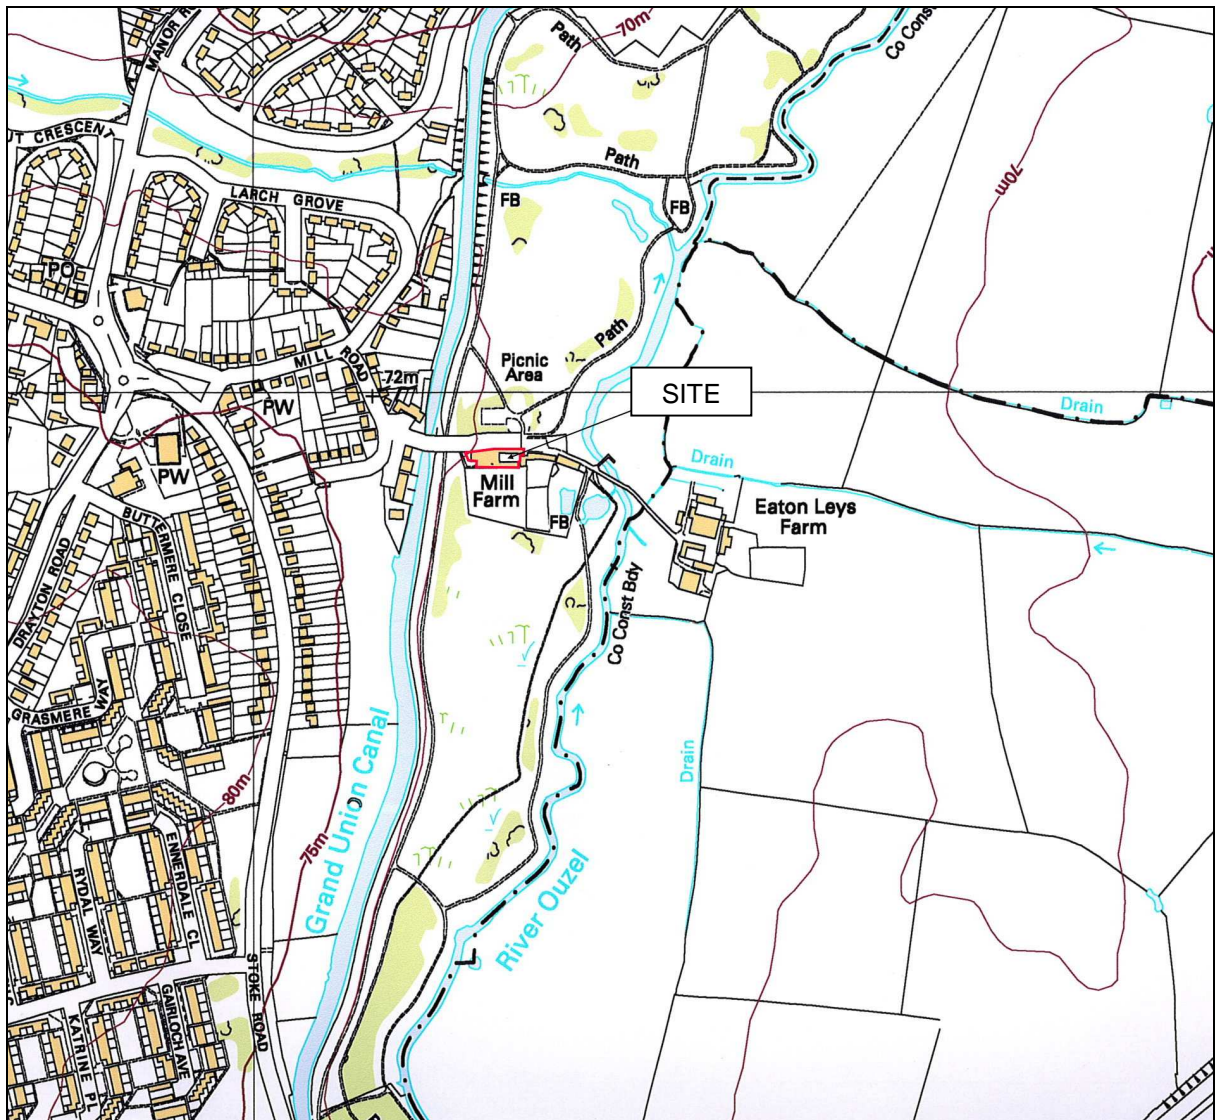 MANOR R
70m
Path
Co Const
UT CRESCENT
Path
70m
LARCH GROVE
FB
FB
PO
Path
MILL ROAD
72m
Picnic
Area
SITE
PW
Drain
PW
Mill
Farm
Drain
FB
Eaton Leys
Farm
BUTTERMERE CLOSE
DRAYTON ROAD
Co Const Bdy
GRASMERE WAY
Drain
80m
75m
Grand Union Canal
ENNERDALE CL
RYDAL WAY
River Ouzel
STOKE ROAD
GAIRLOCH AVE
KATRINE PL